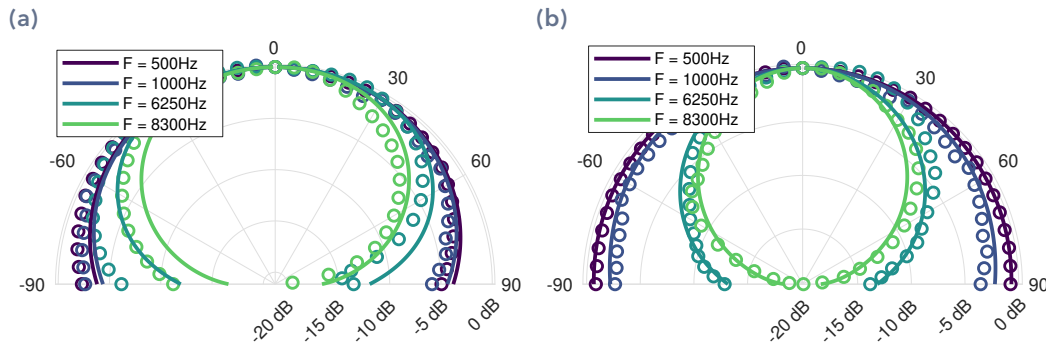 (a)
F = 500Hz
F = 1000Hz
F = 6250Hz
F = 8300Hz
0
30
60
90
-60
-90
-20 dB
-15 dB
-10 dB
-5 dB
0 dB
(b)
F = 500Hz
F = 1000Hz
F = 6250Hz
F = 8300Hz
0
30
60
90
-60
-90
-20 dB
-15 dB
-10 dB
-5 dB
0 dB